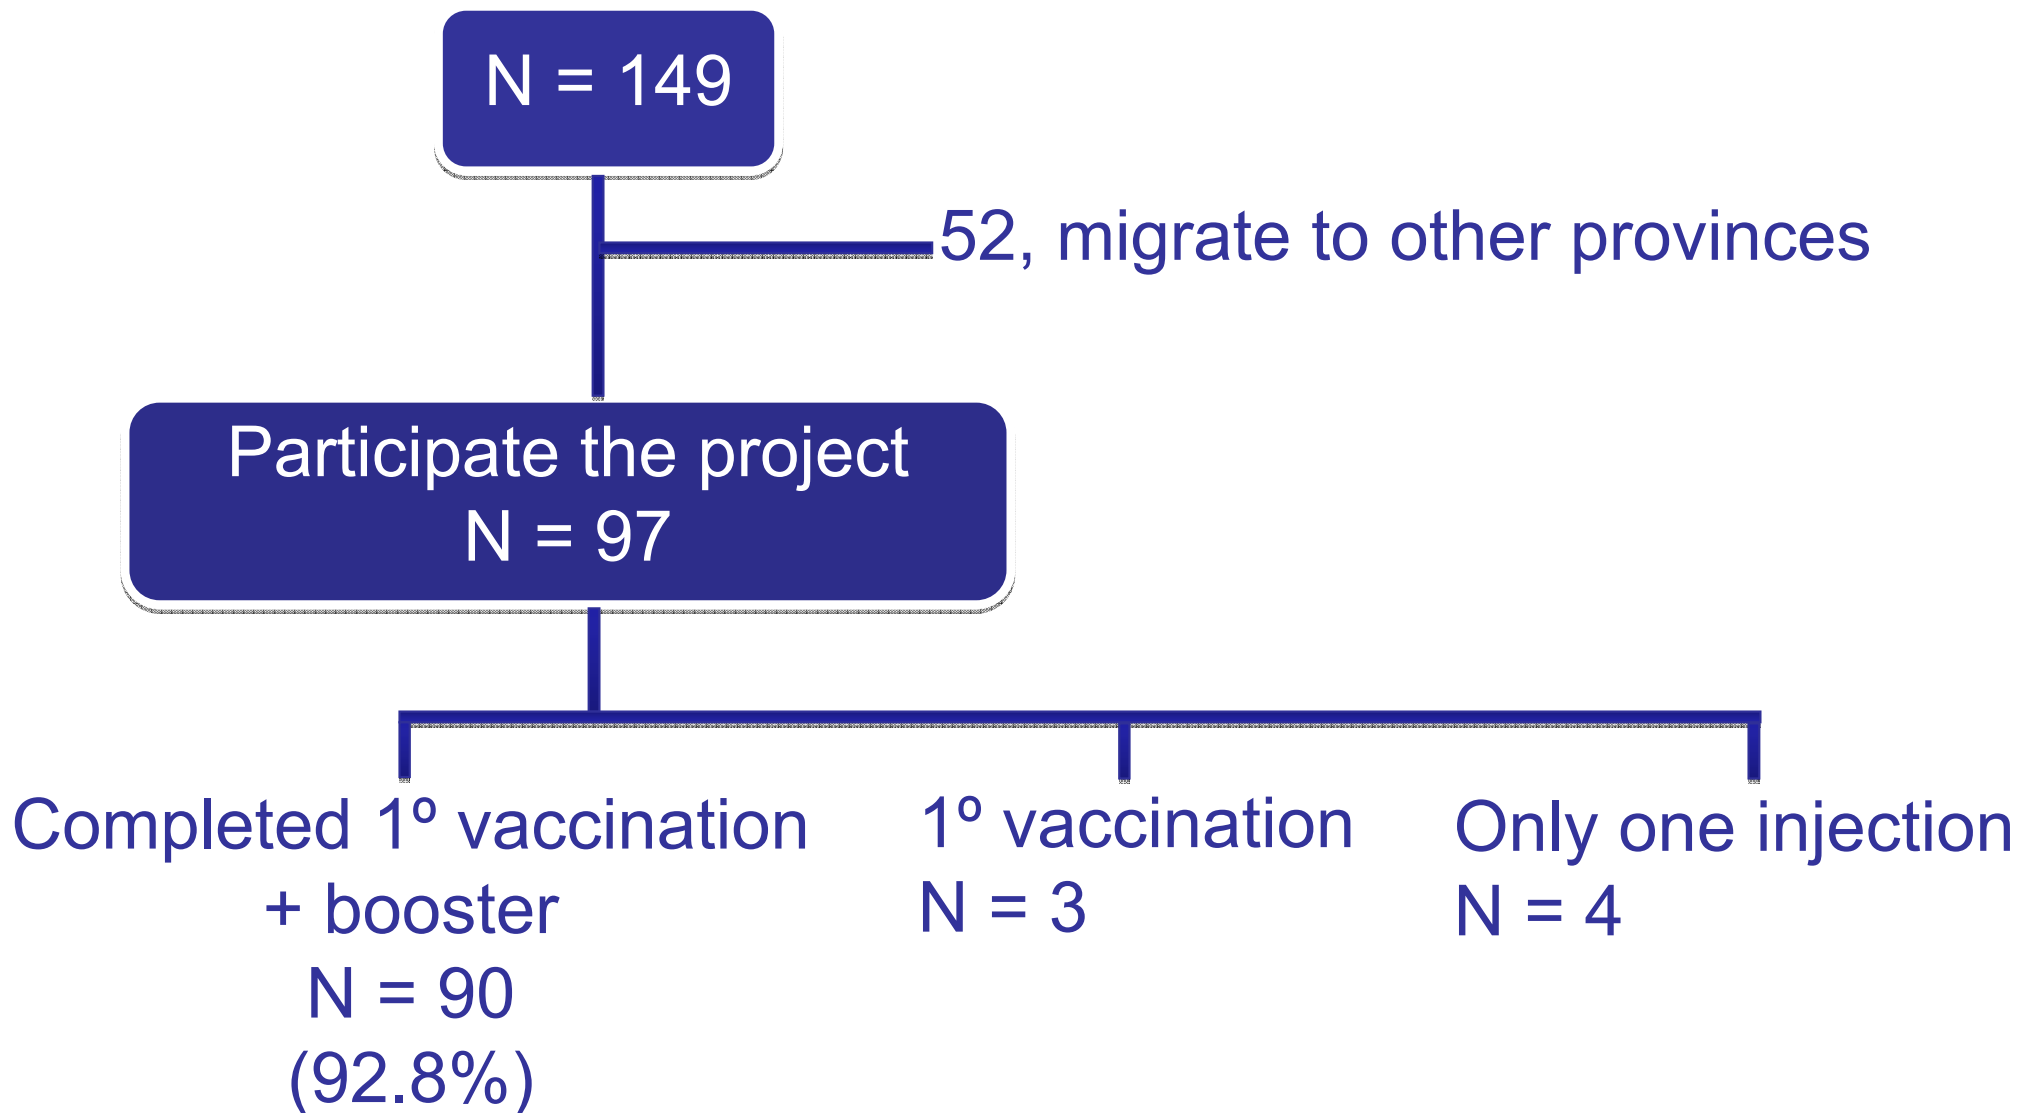 N = 149
52, migrate to other provinces
Participate the project
N = 97
Completed 1º vaccination
+ booster
N = 90
(92.8%)
1º vaccination
N = 3
Only one injection
N = 4